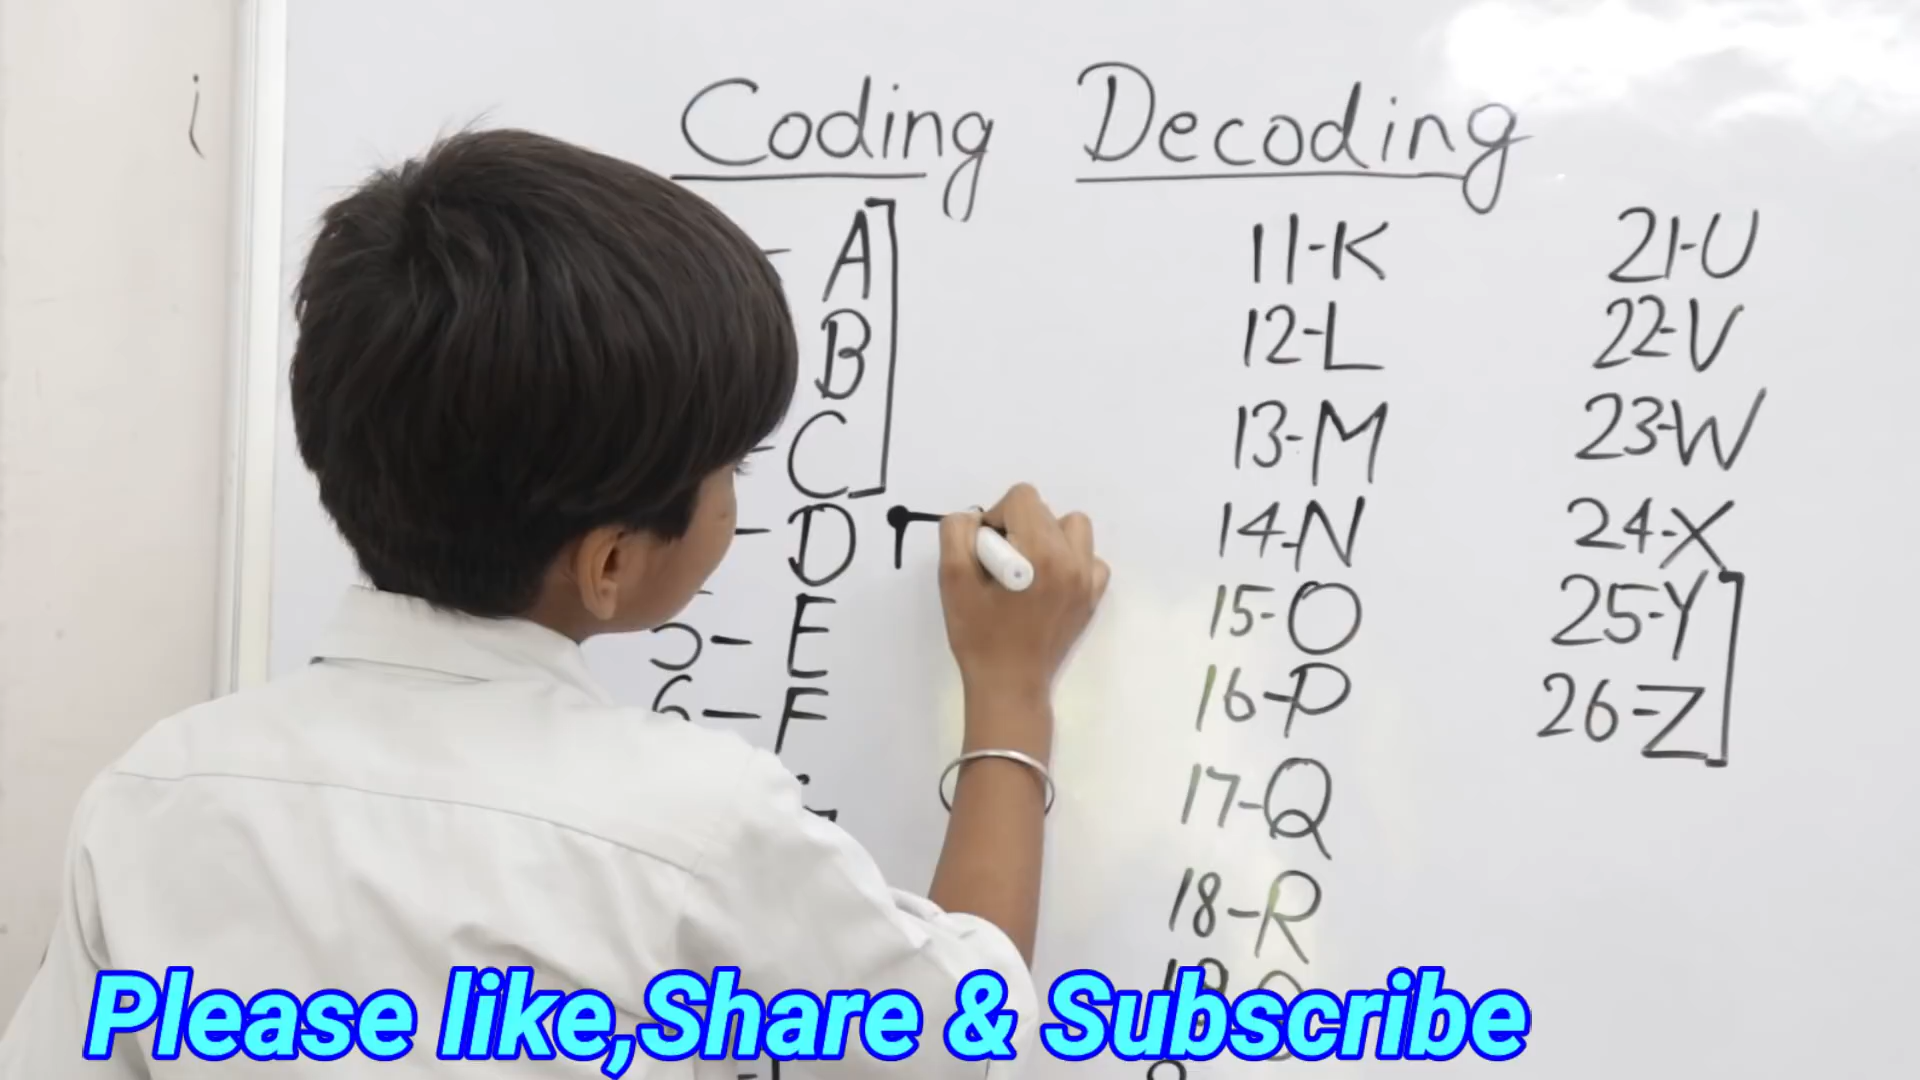 Coding Decoding
A
B
C
D
5- E
6- F
11-K
12-L
13-M
14-N
15-O
16-P
17-Q
18-R
21-U
22-V
23-W
24-X
25-Y
26-Z
Please like,Share & Subscribe